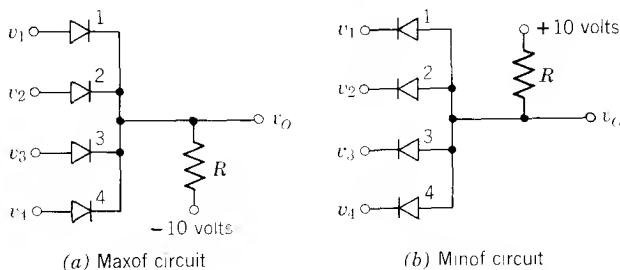 v1 1
v2 2
v3 3
v4 4
vO
R
−10 volts
(a) Maxof circuit
v1 1
v2 2
v3 3
v4 4
+10 volts
R
(b) Minof circuit